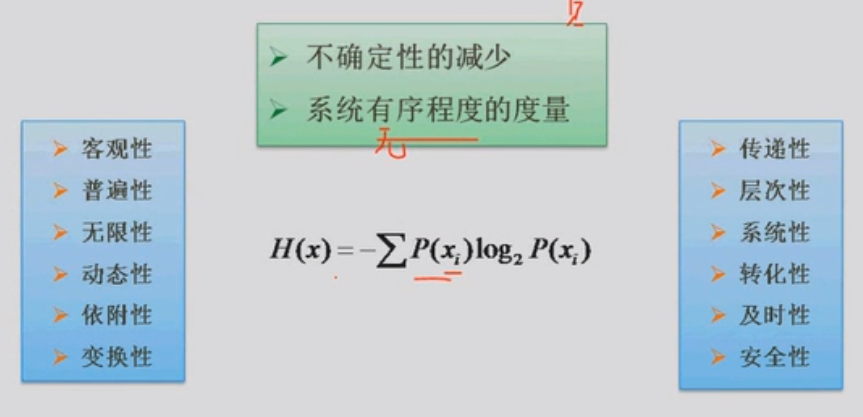 不确定性的减少
系统有序程度的度量
无
客观性
普遍性
无限性
动态性
依附性
变换性
H(x)=-∑P(xᵢ)log₂P(xᵢ)
传递性
层次性
系统性
转化性
及时性
安全性